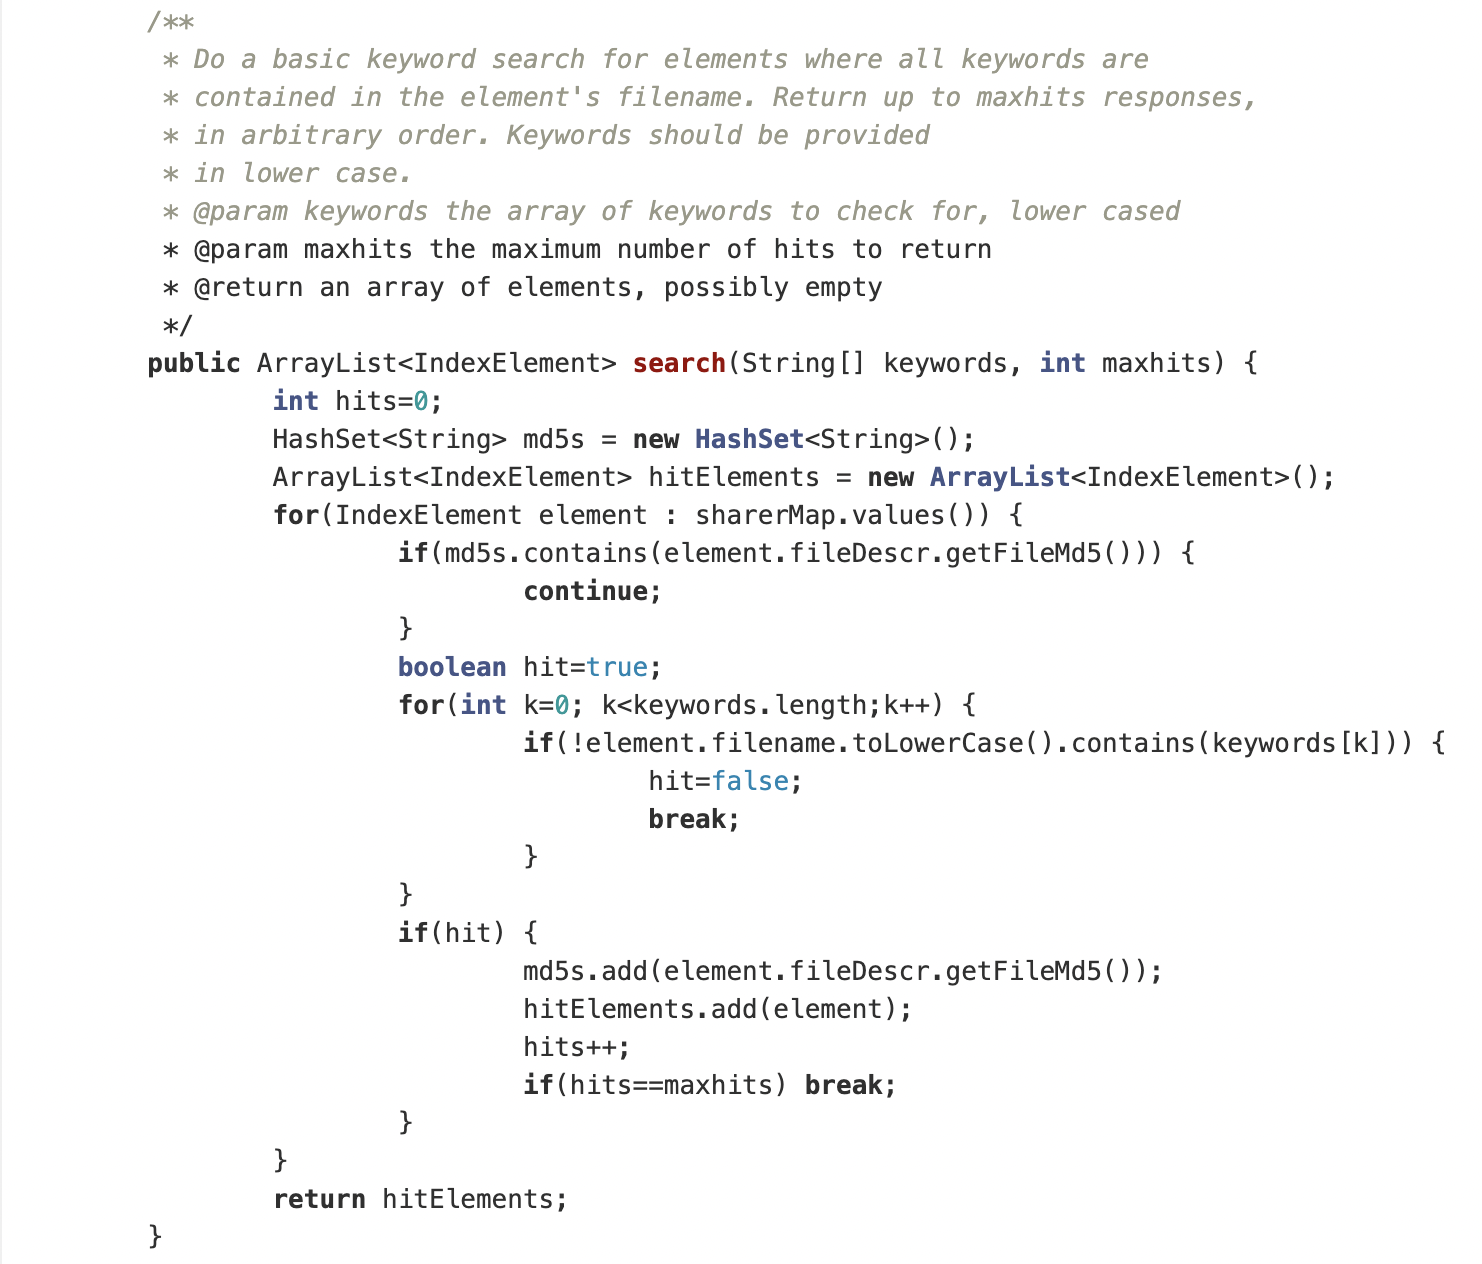 /**
 * Do a basic keyword search for elements where all keywords are
 * contained in the element's filename. Return up to maxhits responses,
 * in arbitrary order. Keywords should be provided
 * in lower case.
 * @param keywords the array of keywords to check for, lower cased
 * @param maxhits the maximum number of hits to return
 * @return an array of elements, possibly empty
 */
public ArrayList<IndexElement> search(String[] keywords, int maxhits) {
        int hits=0;
        HashSet<String> md5s = new HashSet<String>();
        ArrayList<IndexElement> hitElements = new ArrayList<IndexElement>();
        for(IndexElement element : sharerMap.values()) {
                if(md5s.contains(element.fileDescr.getFileMd5())) {
                        continue;
                }
                boolean hit=true;
                for(int k=0; k<keywords.length;k++) {
                        if(!element.filename.toLowerCase().contains(keywords[k])) {
                                hit=false;
                                break;
                        }
                }
                if(hit) {
                        md5s.add(element.fileDescr.getFileMd5());
                        hitElements.add(element);
                        hits++;
                        if(hits==maxhits) break;
                }
        }
        return hitElements;
}